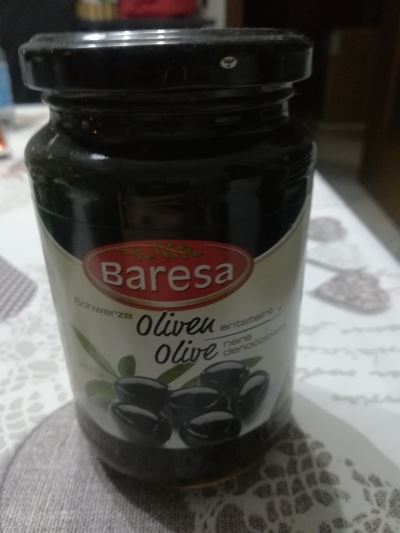 Baresa
Schwarze Oliven entsteint
Olive nere denocciolate